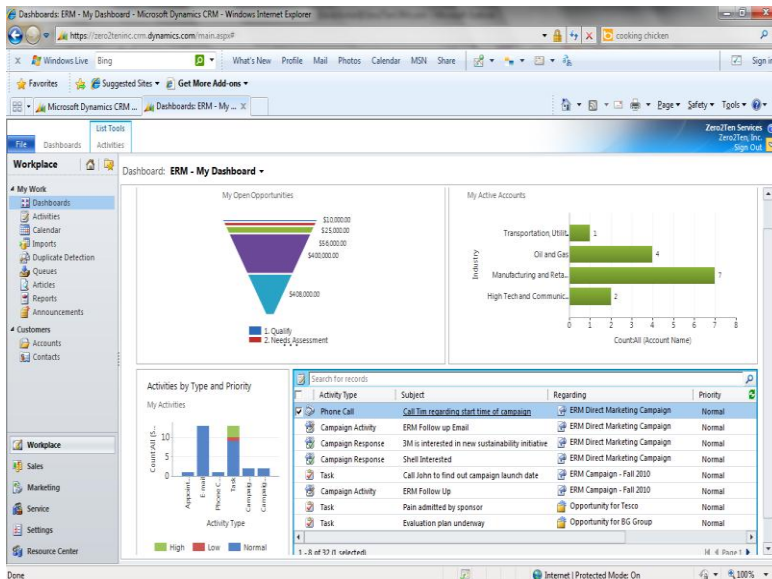 Dashboards: ERM - My Dashboard - Microsoft Dynamics CRM - Windows Internet Explorer
https://zero2teninc.crm.dynamics.com/main.aspx#
cooking chicken
x Windows Live Bing What's New Profile Mail Photos Calendar MSN Share Sign in
Favorites Suggested Sites Get More Add-ons
Microsoft Dynamics CRM ... Dashboards: ERM - My ... X Page Safety Tools
List Tools
File Dashboards Activities
Zero2Ten Services
Zero2Ten, Inc.
Sign Out
Workplace
Dashboard: ERM - My Dashboard
My Work
Dashboards
Activities
Calendar
Imports
Duplicate Detection
Queues
Articles
Reports
Announcements
Customers
Accounts
Contacts
Workplace
Sales
Marketing
Service
Settings
Resource Center
My Open Opportunities
$10,000.00
$25,000.00
$56,000.00
$400,000.00
$408,000.00
1. Qualify
2. Needs Assessment
My Active Accounts
Industry
Transportation, Utilit... 1
Oil and Gas 4
Manufacturing and Reta... 7
High Tech and Communic... 2
0 1 2 3 4 5 6 7 8
Count:All (Account Name)
Activities by Type and Priority
My Activities
Count:All (S...
10
5
0
Appoint...
E-mail
Phone C...
Task
Campaig...
Campaig...
Activity Type
High Low Normal
Search for records
Activity Type Subject Regarding Priority
Phone Call Call Tim regarding start time of campaign ERM Direct Marketing Campaign Normal
Campaign Activity ERM Follow up Email ERM Direct Marketing Campaign Normal
Campaign Response 3M is interested in new sustainability initiative ERM Direct Marketing Campaign Normal
Campaign Response Shell Interested ERM Direct Marketing Campaign Normal
Task Call John to find out campaign launch date ERM Campaign - Fall 2010 Normal
Campaign Activity ERM Follow Up ERM Campaign - Fall 2010 Normal
Task Pain admitted by sponsor Opportunity for Tesco Normal
Task Evaluation plan underway Opportunity for BG Group Normal
1 - 8 of 32 (1 selected) Page 1
Done Internet | Protected Mode: On 100%